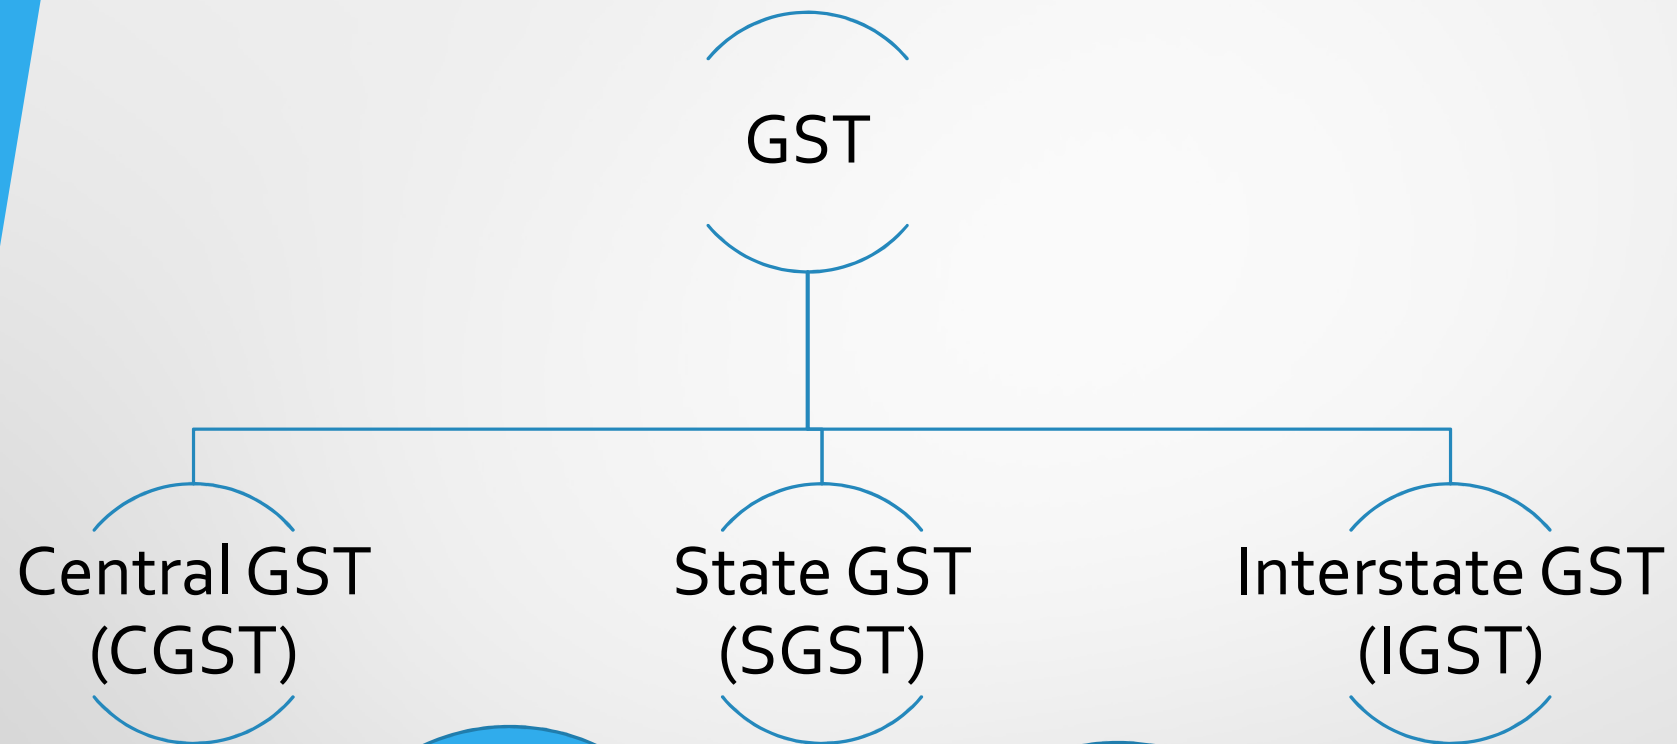 GST
Central GST
(CGST)
State GST
(SGST)
Interstate GST
(IGST)